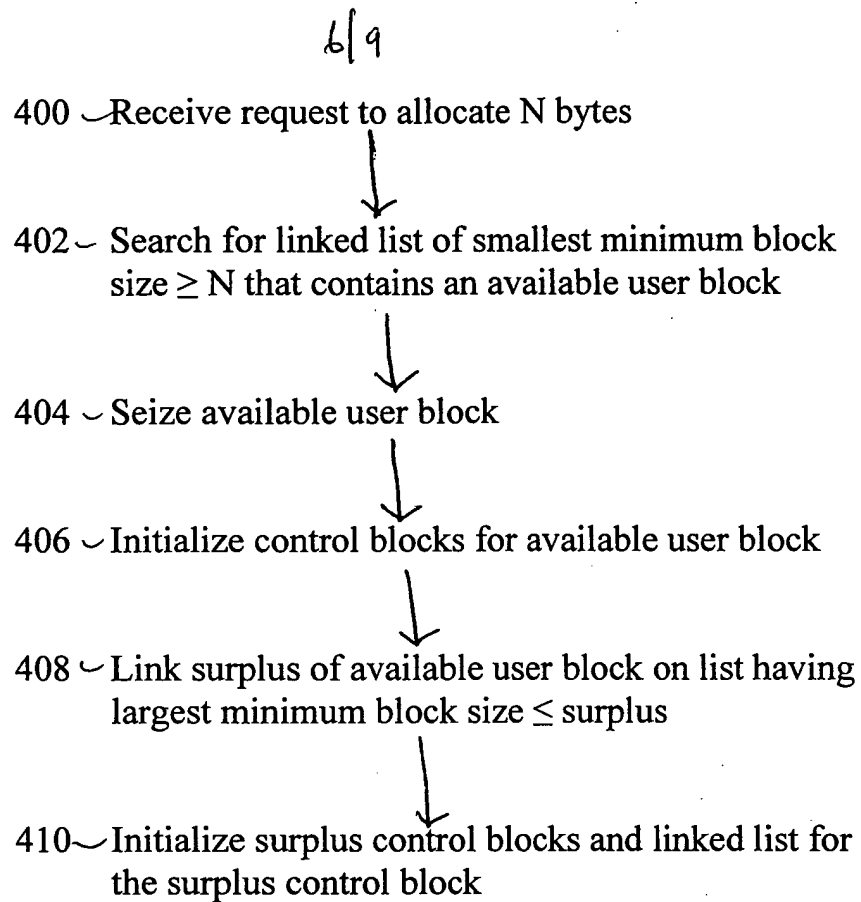 6/9
400 Receive request to allocate N bytes
402 Search for linked list of smallest minimum block
size ≥ N that contains an available user block
404 Seize available user block
406 Initialize control blocks for available user block
408 Link surplus of available user block on list having
largest minimum block size ≤ surplus
410 Initialize surplus control blocks and linked list for
the surplus control block